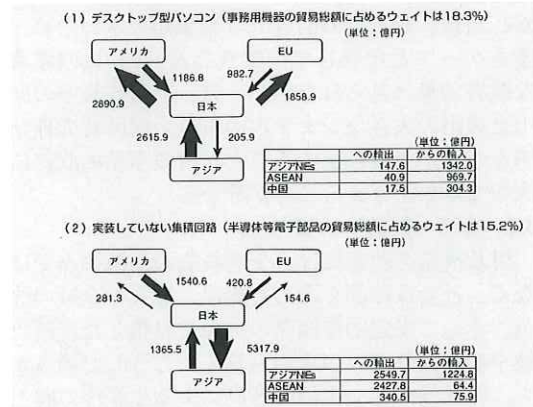 (1) デスクトップ型パソコン(事務用機器の貿易総額に占めるウェイトは18.3%)
(単位:億円)
アメリカ
EU
1186.8
982.7
2890.9
日本
1858.9
2615.9
205.9
(単位:億円)
への輸出 からの輸入
アジアNIEs 147.6 1342.0
ASEAN 40.9 969.7
中国 17.5 304.3
アジア
(2) 実装していない集積回路(半導体等電子部品の貿易総額に占めるウェイトは15.2%)
(単位:億円)
アメリカ
EU
1540.6
420.8
281.3
154.6
日本
1365.5
5317.9
(単位:億円)
への輸出 からの輸入
アジアNIEs 2549.7 1224.8
ASEAN 2427.8 64.4
中国 340.5 75.9
アジア